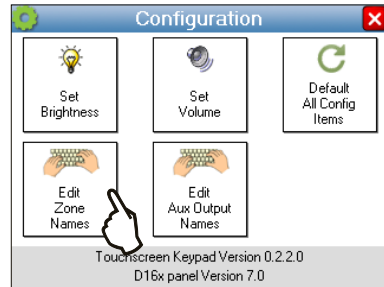 Configuration
Set
Brightness
Set
Volume
Default
All Config
Items
Edit
Zone
Names
Edit
Aux Output
Names
Touchscreen Keypad Version 0.2.2.0
D16x panel Version 7.0